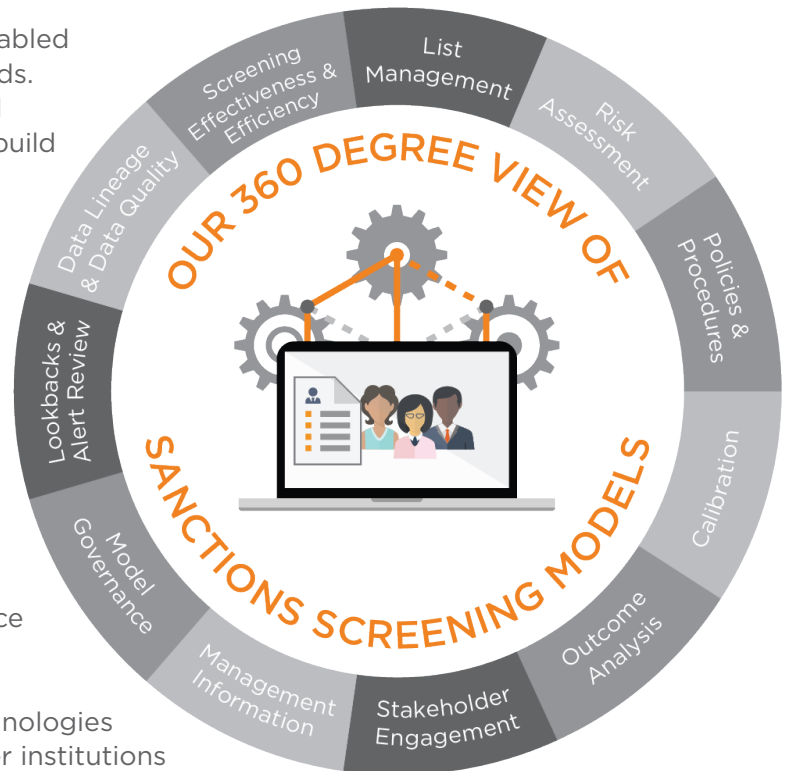 abled
ds.
build
OUR 360 DEGREE VIEW OF
SANCTIONS SCREENING MODELS
List
Management
Risk
Assessment
Policies &
Procedures
Calibration
Outcome
Analysis
Stakeholder
Engagement
Management
Information
Model
Governance
Lookbacks &
Alert Review
Data Lineage
& Data Quality
Screening
Effectiveness &
Efficiency
ce
nologies
er institutions